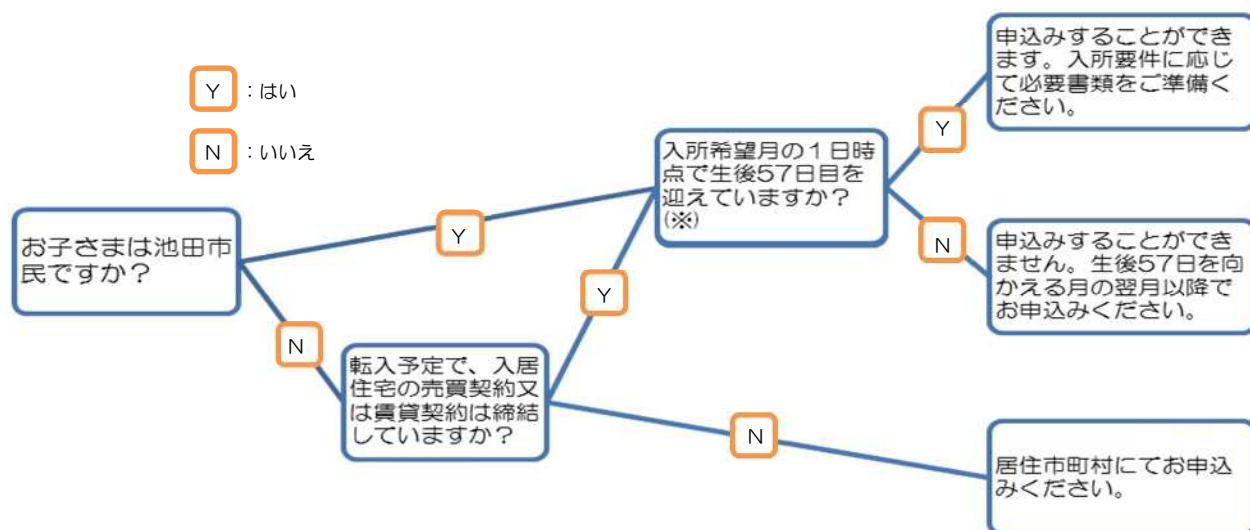 Y ：はい
N ：いいえ
お子さまは池田市
民ですか？
Y
N
転入予定で、入居
住宅の売買契約又
は賃貸契約は締結
していますか？
Y
N
入所希望月の１日時
点で生後57日目を
迎えていますか？
(※)
Y
N
申込みすることができ
ます。入所要件に応じ
て必要書類をご準備く
ださい。
申込みすることができ
ません。生後57日を向
かえる月の翌月以降で
お申込みください。
居住市町村にてお申込
みください。